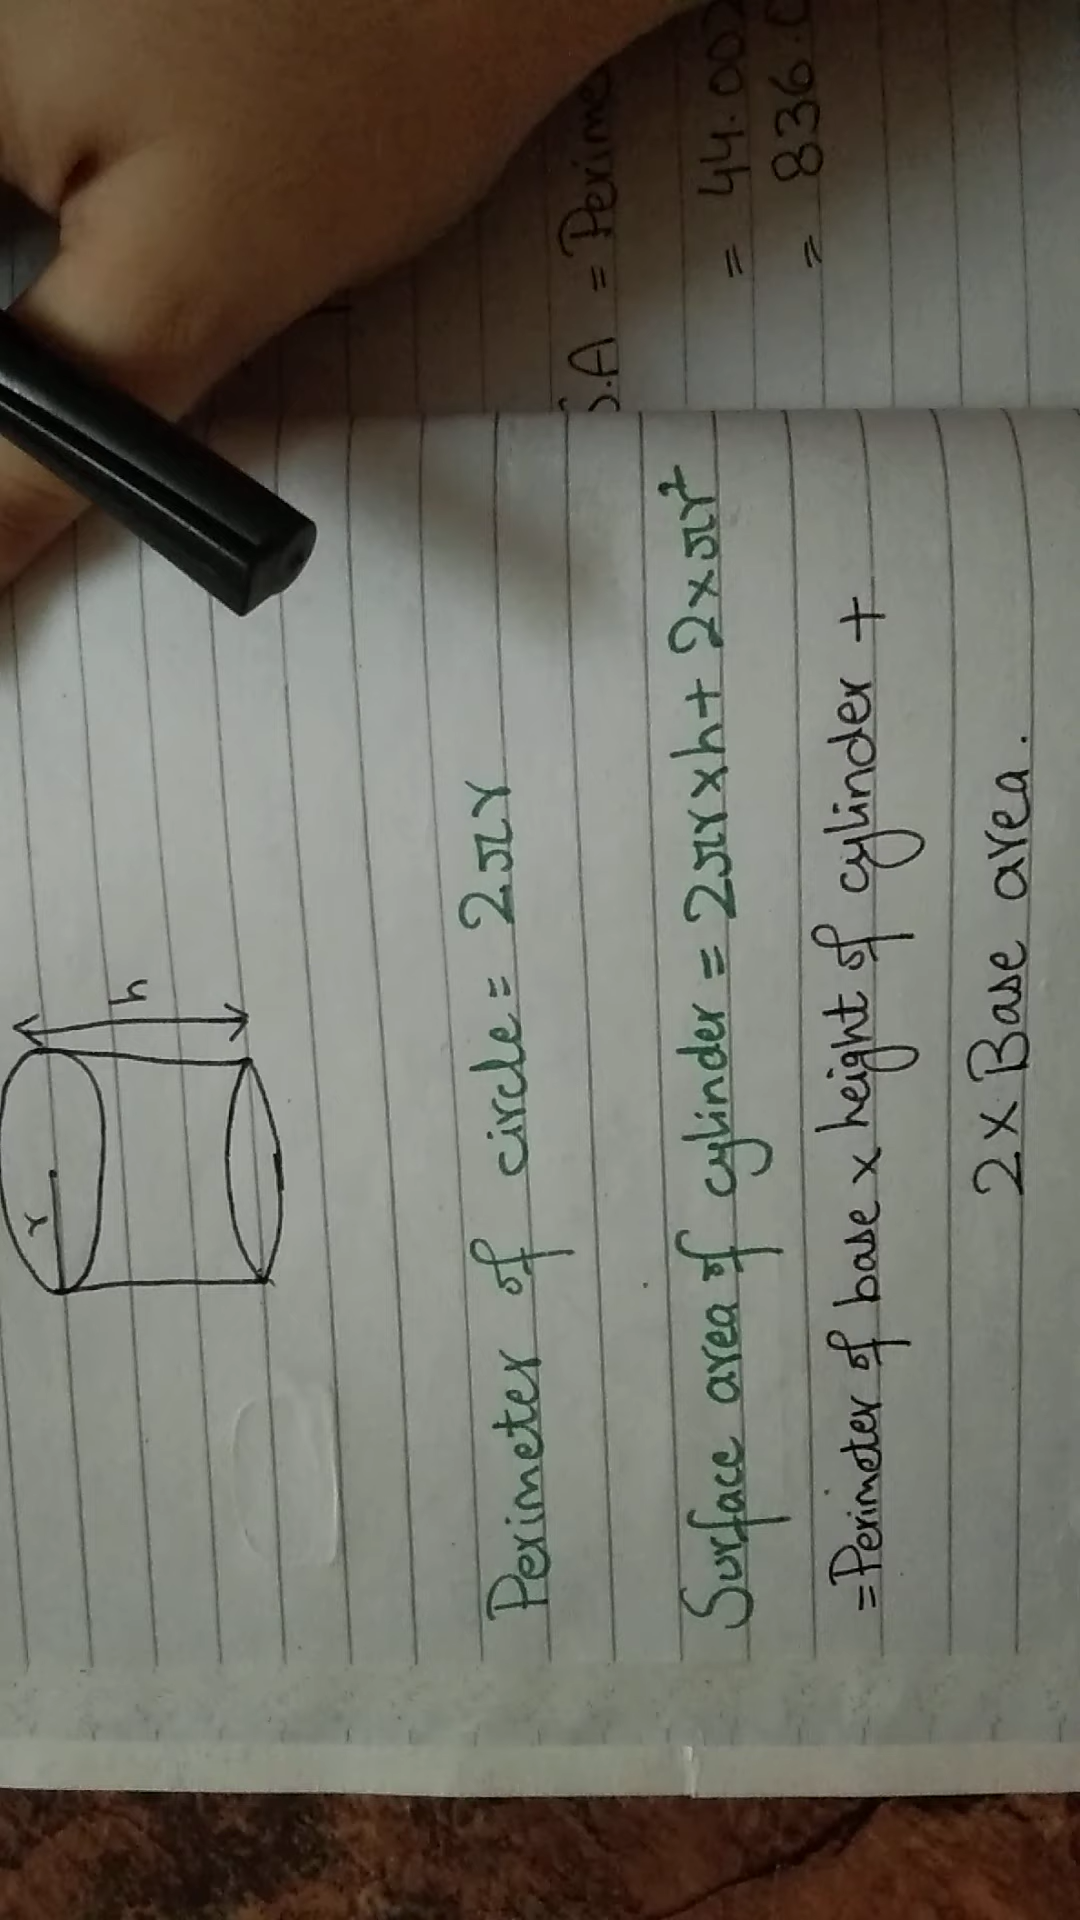 r
h
Perimeter of circle = 2πr
Surface area of cylinder = 2πr x h + 2 x πr²
= Perimeter of base x height of cylinder +
2 x Base area.
S.A =
= 44.00
= 836.